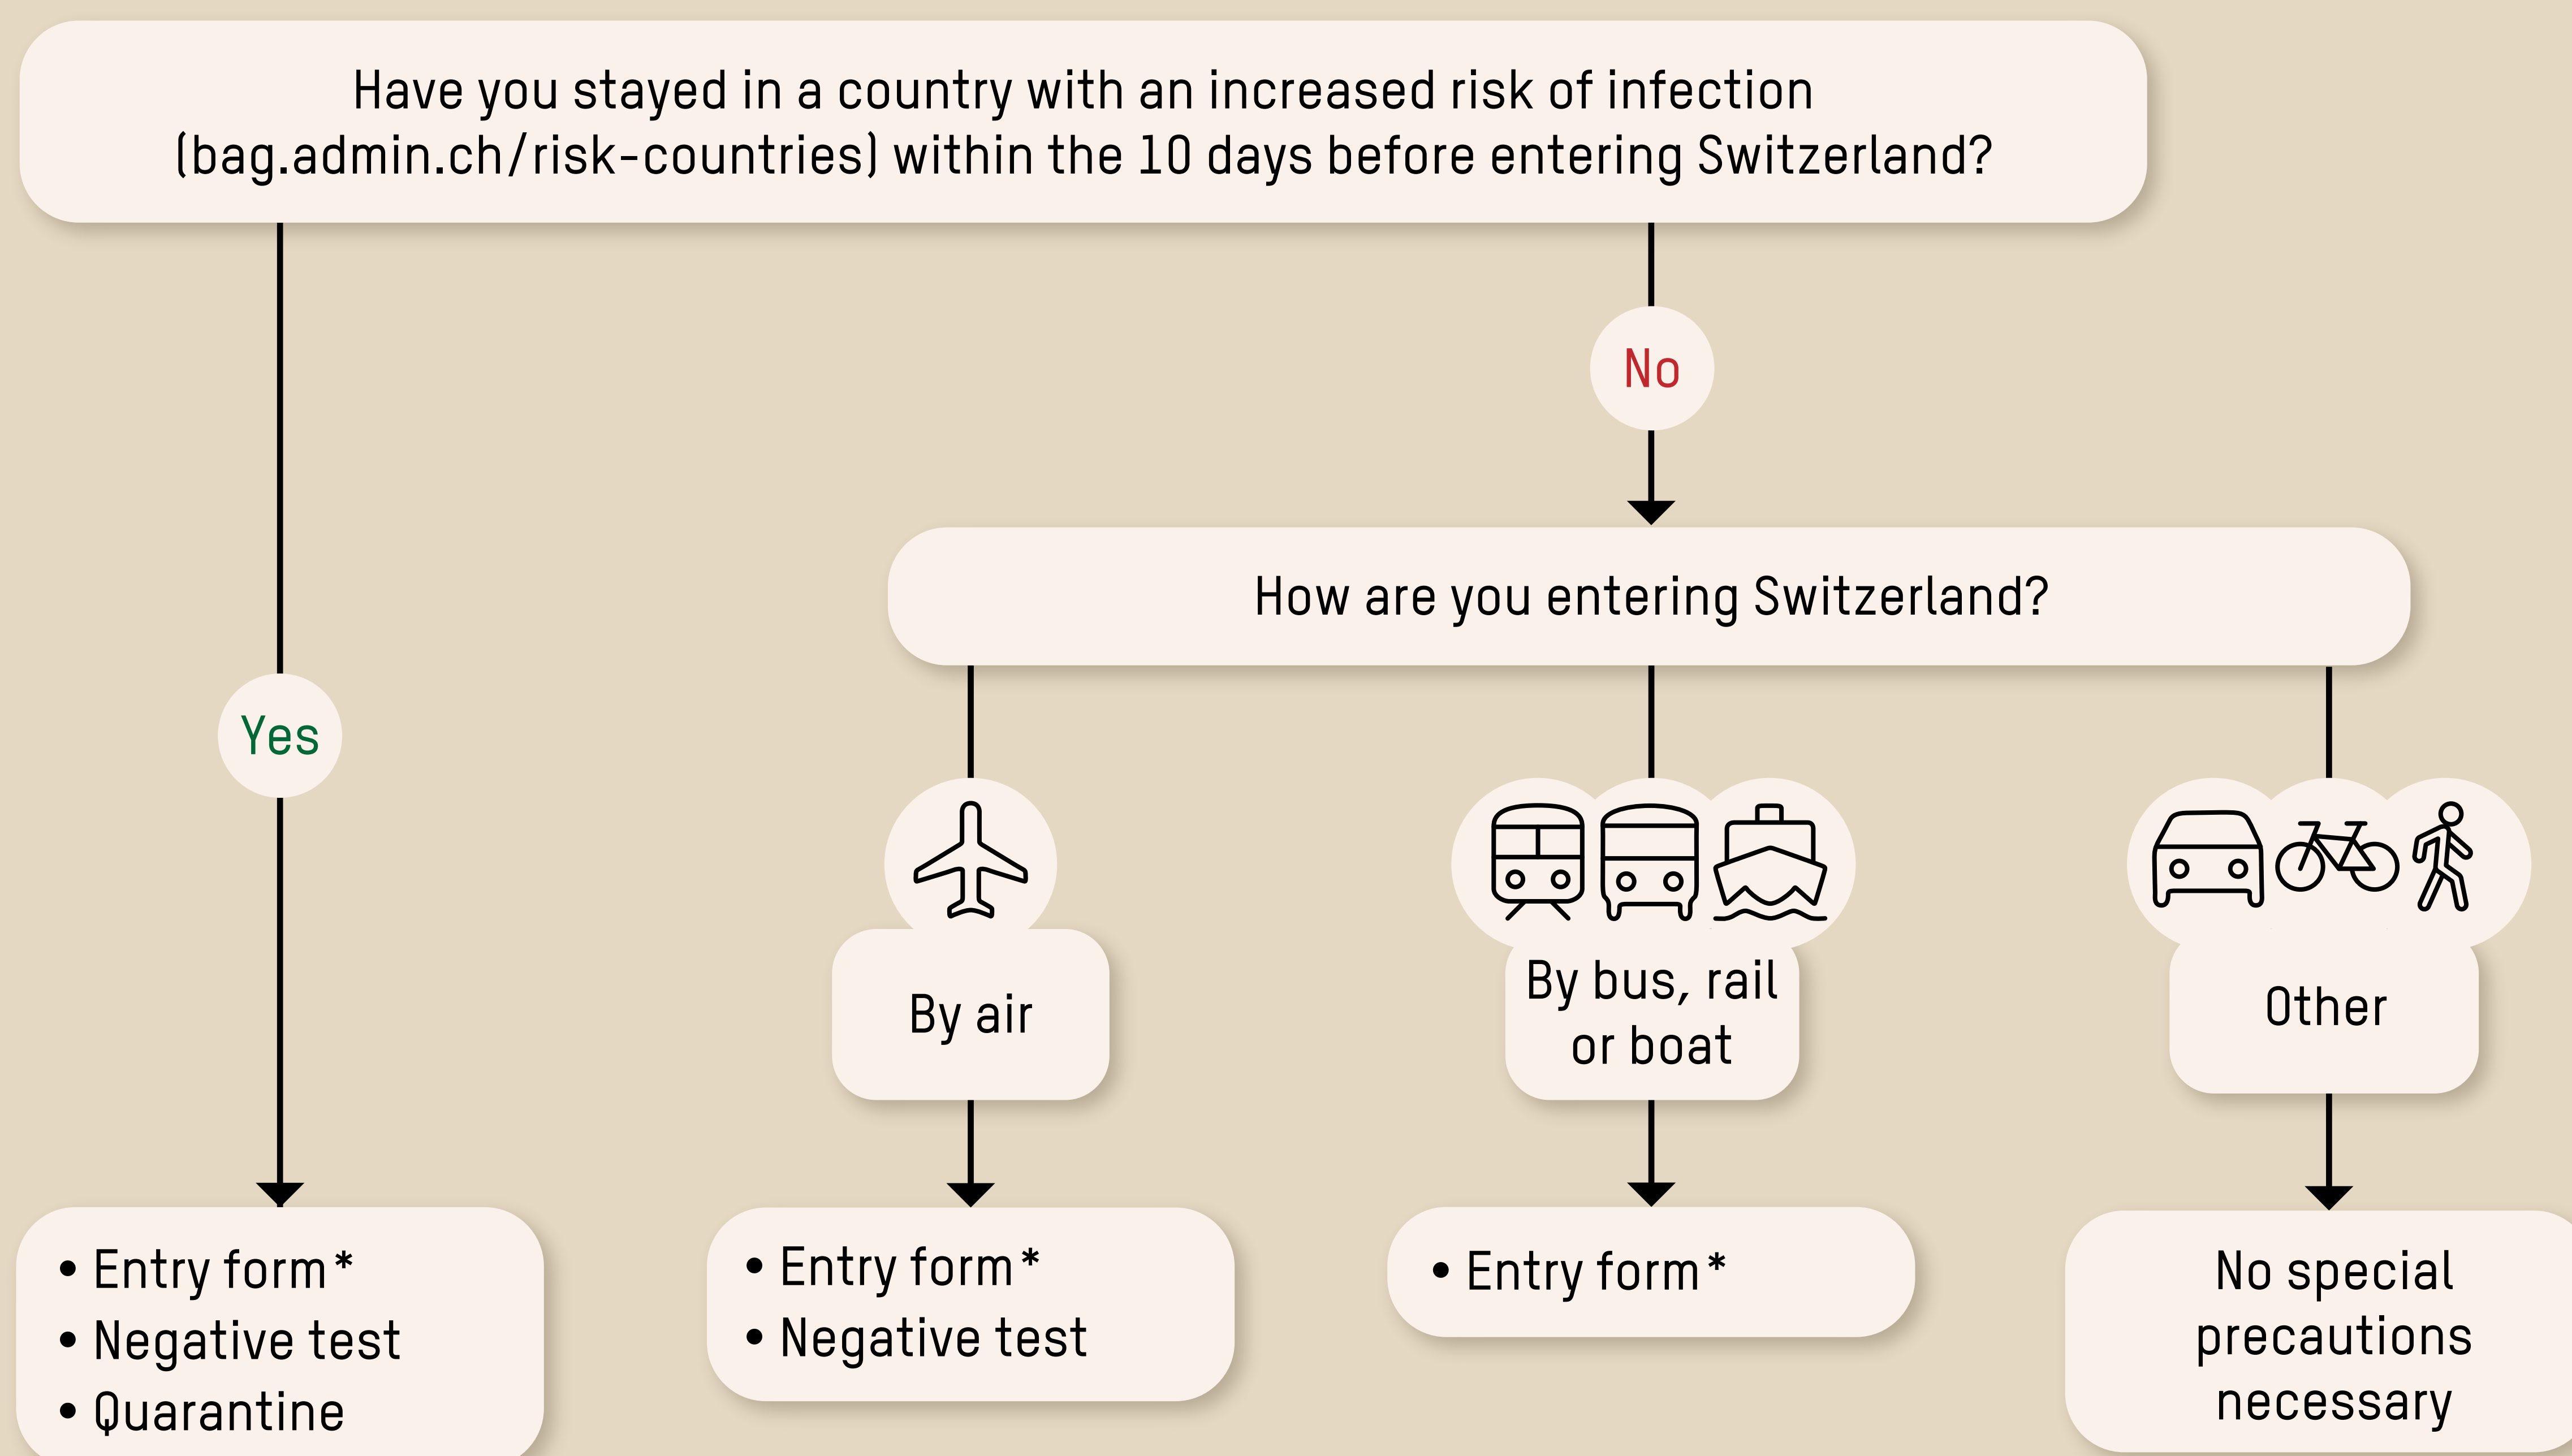 Have you stayed in a country with an increased risk of infection
(bag.admin.ch/risk-countries) within the 10 days before entering Switzerland?
No
How are you entering Switzerland?
Yes
By air
By bus, rail
or boat
Other
• Entry form*
• Negative test
• Quarantine
• Entry form*
• Negative test
• Entry form*
No special
precautions
necessary